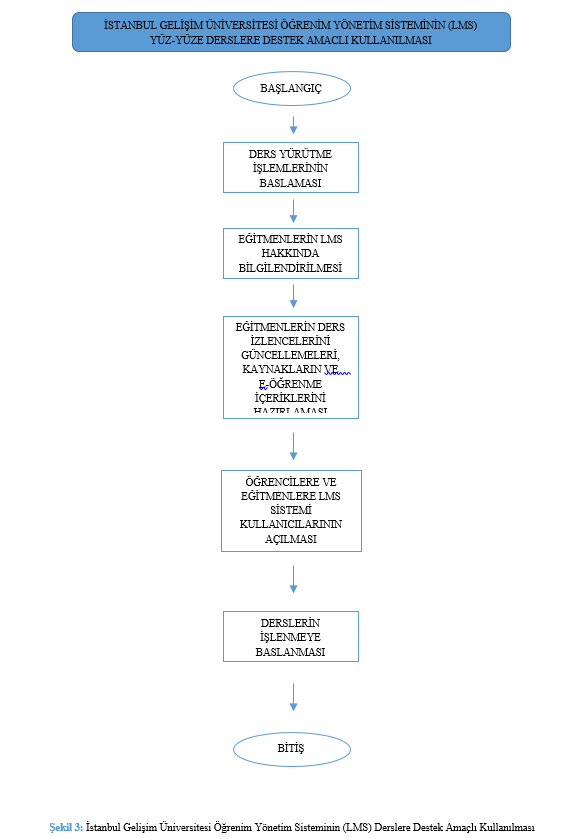 İSTANBUL GELİŞİM ÜNİVERSİTESİ ÖĞRENİM YÖNETİM SİSTEMİNİN (LMS)
YÜZ-YÜZE DERSLERE DESTEK AMACLI KULLANILMASI
BAŞLANGIÇ
DERS YÜRÜTME
İŞLEMLERİNİN
BASLAMASI
EĞİTMENLERİN LMS
HAKKINDA
BİLGİLENDİRİLMESİ
EĞİTMENLERİN DERS
İZLENCELERİNİ
GÜNCELLEMELERİ,
KAYNAKLARIN VE
E-ÖĞRENME
İÇERİKLERİNİ
HAZIRLAMASI
ÖĞRENCİLERE VE
EĞİTMENLERE LMS
SİSTEMİ
KULLANICILARININ
AÇILMASI
DERSLERİN
İŞLENMEYE
BASLANMASI
BİTİŞ
Şekil 3: İstanbul Gelişim Üniversitesi Öğrenim Yönetim Sisteminin (LMS) Derslere Destek Amaçlı Kullanılması